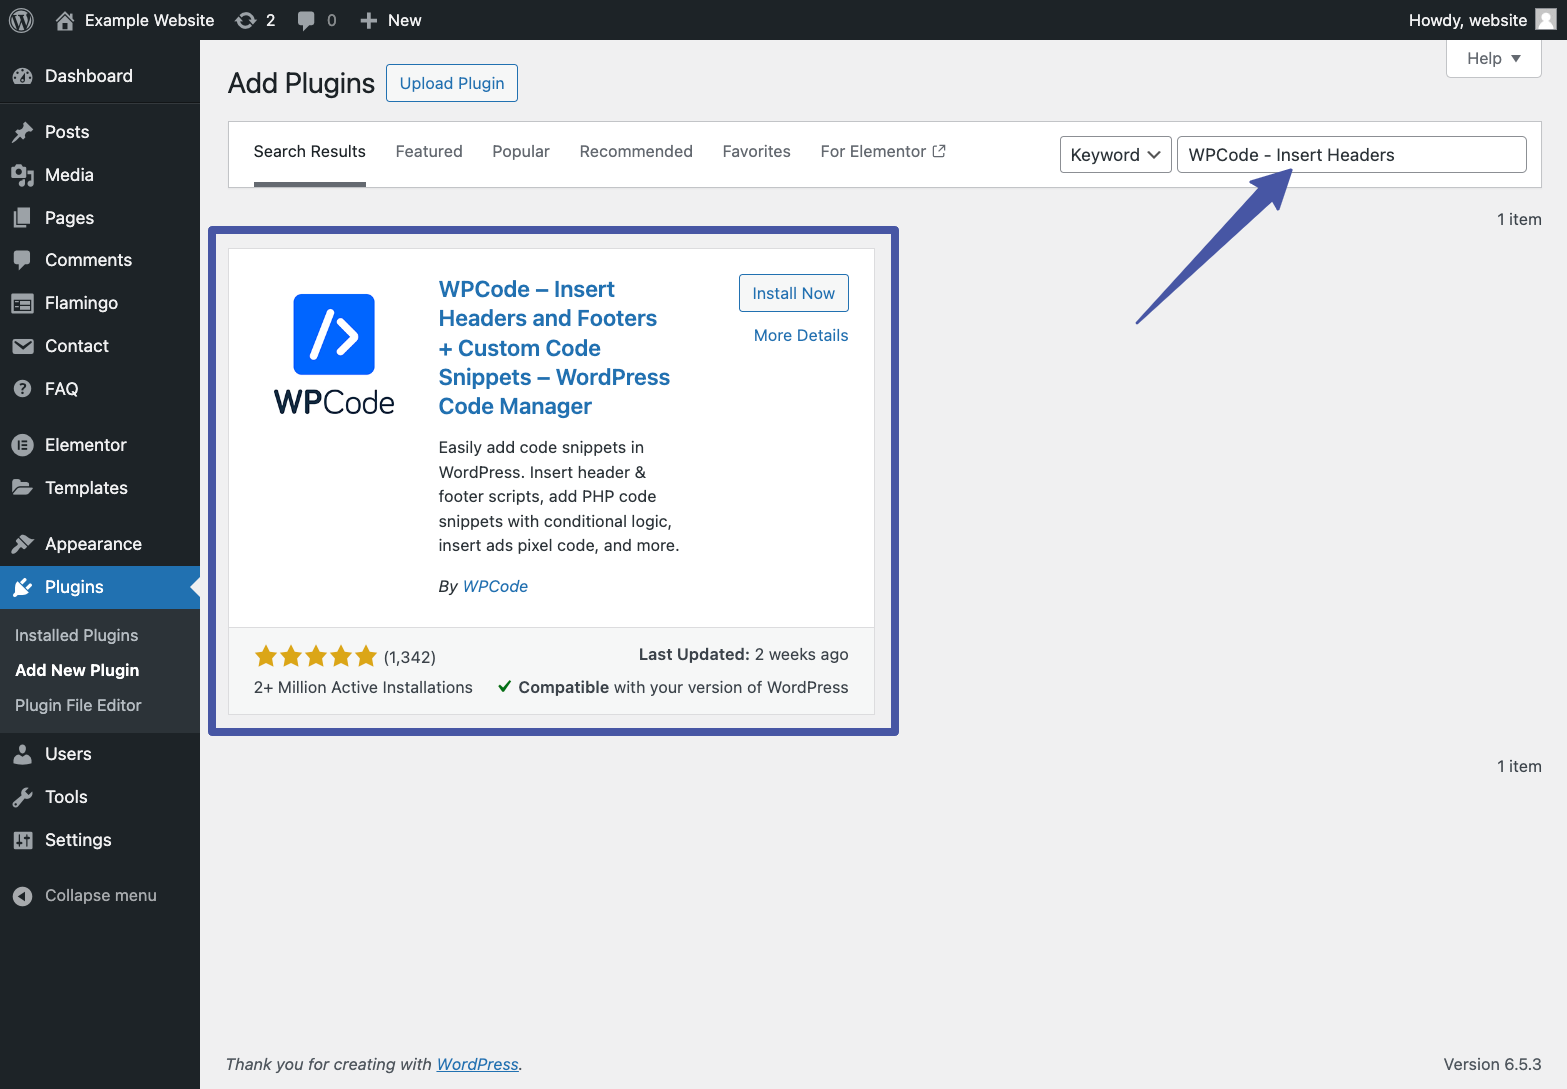 Example Website 2 0 New Howdy, website
Help
Dashboard
Posts
Media
Pages
Comments
Flamingo
Contact
FAQ
Elementor
Templates
Appearance
Plugins
Installed Plugins
Add New Plugin
Plugin File Editor
Users
Tools
Settings
Collapse menu
Add Plugins Upload Plugin
Search Results Featured Popular Recommended Favorites For Elementor Keyword WPCode - Insert Headers
1 item
WPCode
WPCode – Insert
Headers and Footers
+ Custom Code
Snippets – WordPress
Code Manager
Install Now
More Details
Easily add code snippets in
WordPress. Insert header &
footer scripts, add PHP code
snippets with conditional logic,
insert ads pixel code, and more.
By WPCode
(1,342)
Last Updated: 2 weeks ago
2+ Million Active Installations
Compatible with your version of WordPress
1 item
Thank you for creating with WordPress.
Version 6.5.3